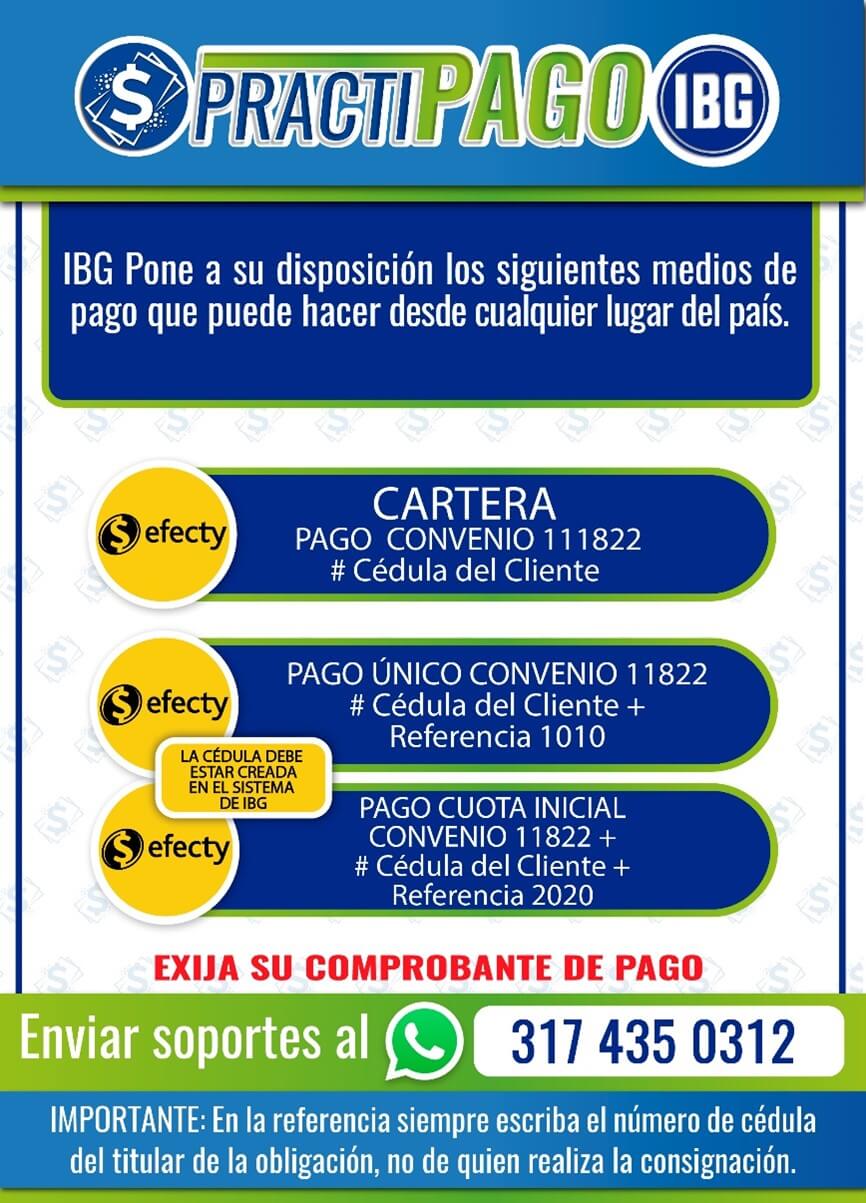 PRACTIPAGO IBG
IBG Pone a su disposición los siguientes medios de
pago que puede hacer desde cualquier lugar del país.
efecty
CARTERA
PAGO CONVENIO 111822
# Cédula del Cliente
efecty
PAGO ÚNICO CONVENIO 11822
# Cédula del Cliente +
Referencia 1010
LA CÉDULA DEBE
ESTAR CREADA
EN EL SISTEMA
DE IBG
efecty
PAGO CUOTA INICIAL
CONVENIO 11822 +
# Cédula del Cliente +
Referencia 2020
EXIJA SU COMPROBANTE DE PAGO
Enviar soportes al 317 435 0312
IMPORTANTE: En la referencia siempre escriba el número de cédula
del titular de la obligación, no de quien realiza la consignación.